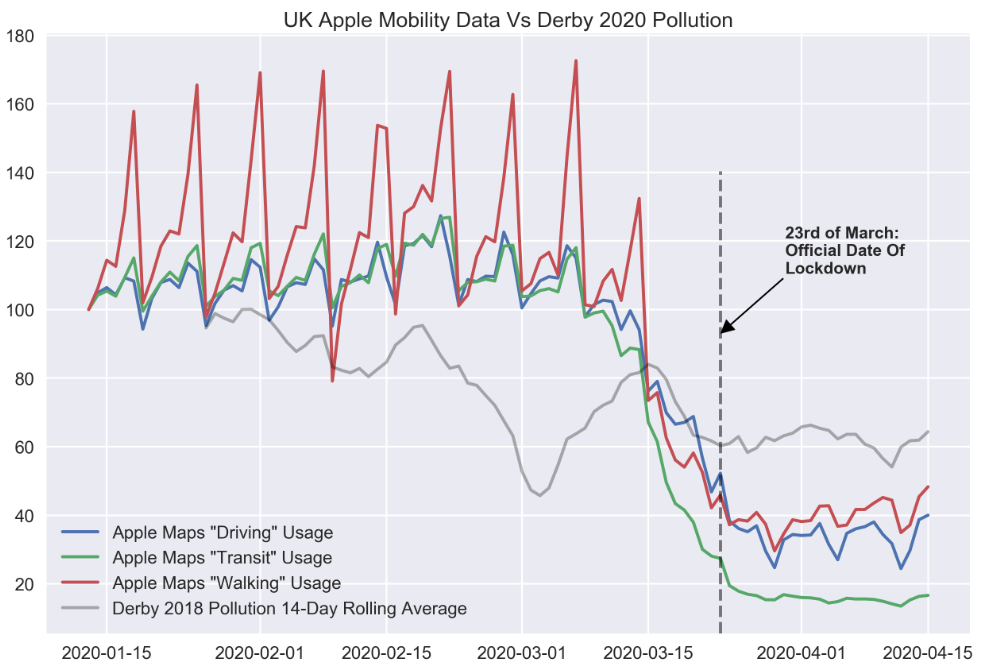 UK Apple Mobility Data Vs Derby 2020 Pollution
180
160
140
120
100
80
60
40
20
23rd of March:
Official Date Of
Lockdown
Apple Maps "Driving" Usage
Apple Maps "Transit" Usage
Apple Maps "Walking" Usage
Derby 2018 Pollution 14-Day Rolling Average
2020-01-15
2020-02-01
2020-02-15
2020-03-01
2020-03-15
2020-04-01
2020-04-15